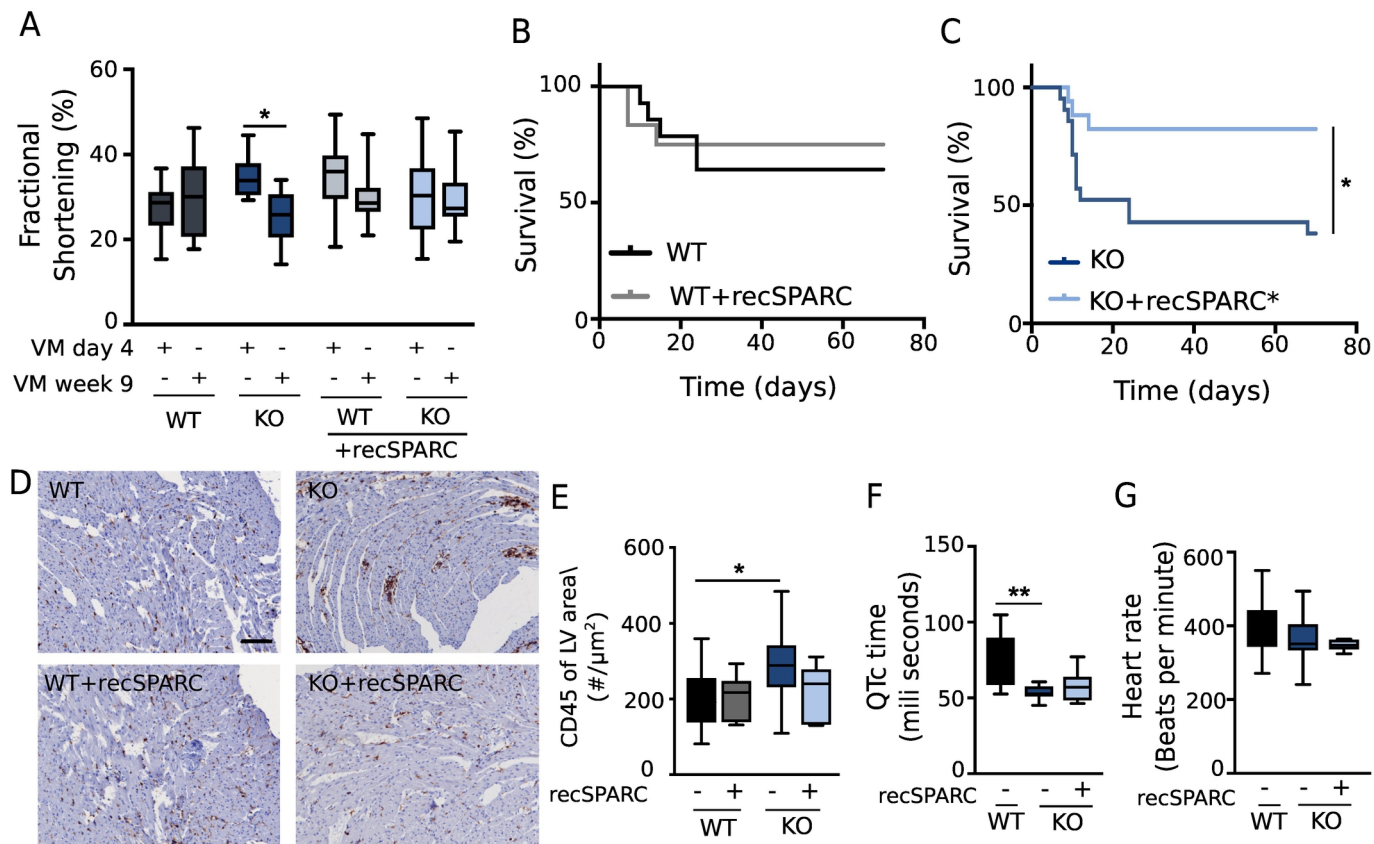 A
Fractional
Shortening (%)
60
40
20
0
*
VM day 4 + - + - + - + -
VM week 9 - + - + - + - +
WT KO WT KO
+recSPARC
B
Survival (%)
100
50
0
WT
WT+recSPARC
0 20 40 60 80
Time (days)
C
Survival (%)
100
50
0
*
KO
KO+recSPARC*
0 20 40 60 80
Time (days)
D
WT
KO
WT+recSPARC
KO+recSPARC
E
CD45 of LV area\
(#/μm²)
600
400
200
0
*
recSPARC - + - +
WT KO
F
QTc time
(mili seconds)
150
100
50
0
**
recSPARC - - +
WT KO
G
Heart rate
(Beats per minute)
600
400
200
0
recSPARC - - +
WT KO